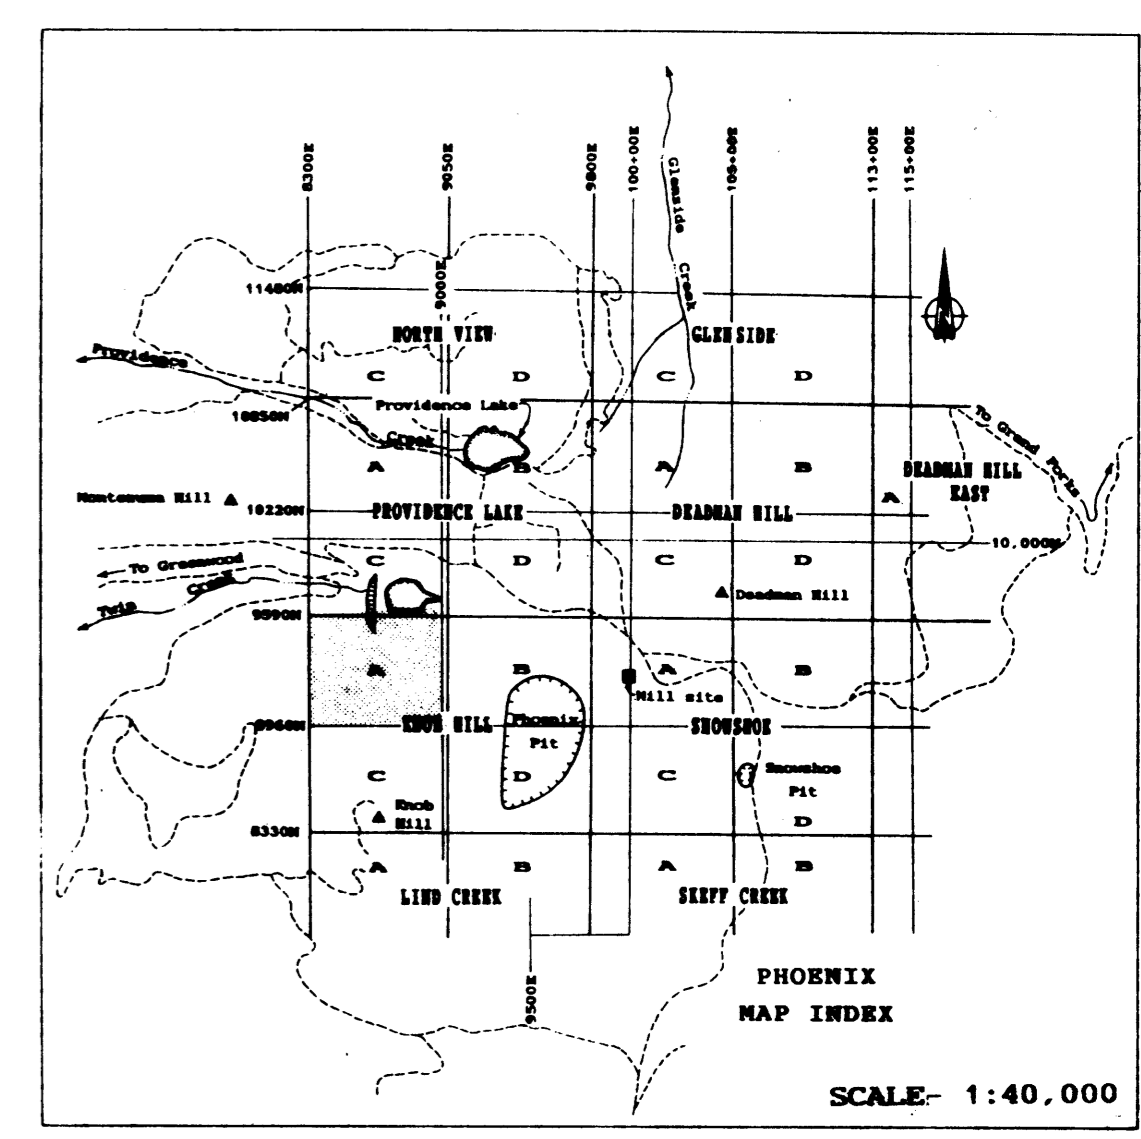 8300E
9050E
9800E
100+00E
105+00E
113+00E
115+00E
Glenside Creek
11480N
9000E
NORTH VIEW
GLENSIDE
Providence
C
D
C
D
10850N
Providence Lake
To Grand Forks
Creek
A
B
A
B
DEADMAN HILL
EAST
A
Montezuma Hill
10220N
PROVIDENCE LAKE
DEADMAN HILL
10,000N
To Greenwood
C
D
C
D
Twin Creek
Deadman Hill
9590N
A
B
A
B
Mill site
8960N
KNOB HILL
Phoenix
Pit
SNOWSHOE
C
D
C
Snowshoe
Pit
Knob
Hill
D
8330N
A
B
A
B
LIND CREEK
SKEFF CREEK
9500E
PHOENIX
MAP INDEX
SCALE- 1:40,000